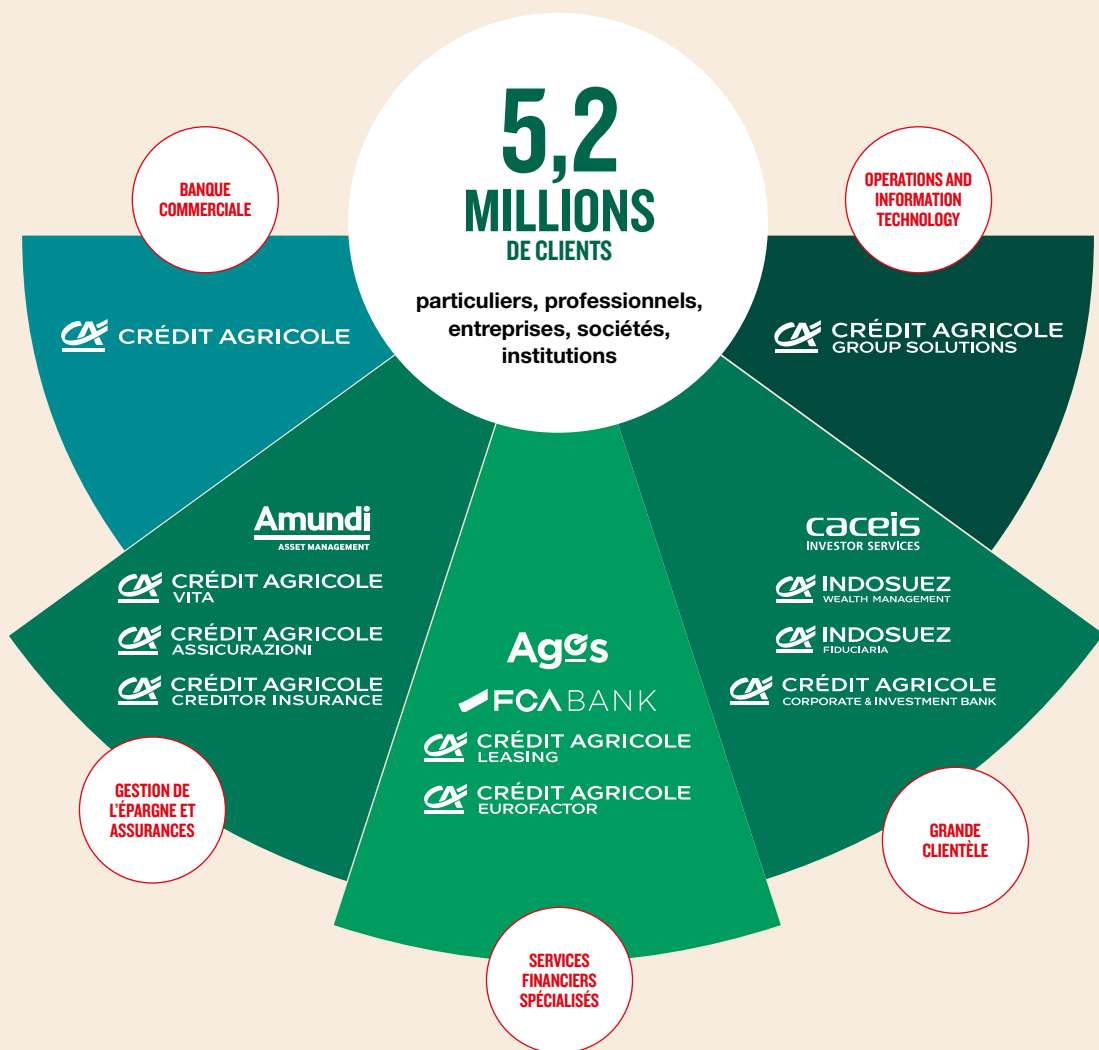 5,2
MILLIONS
DE CLIENTS
particuliers, professionnels,
entreprises, sociétés,
institutions
BANQUE
COMMERCIALE
CRÉDIT AGRICOLE
OPERATIONS AND
INFORMATION
TECHNOLOGY
CRÉDIT AGRICOLE
GROUP SOLUTIONS
Amundi
ASSET MANAGEMENT
CRÉDIT AGRICOLE
VITA
CRÉDIT AGRICOLE
ASSICURAZIONI
CRÉDIT AGRICOLE
CREDITOR INSURANCE
GESTION DE
L'ÉPARGNE ET
ASSURANCES
Agos
FCA BANK
CRÉDIT AGRICOLE
LEASING
CRÉDIT AGRICOLE
EUROFACTOR
SERVICES
FINANCIERS
SPÉCIALISÉS
caceis
INVESTOR SERVICES
INDOSUEZ
WEALTH MANAGEMENT
INDOSUEZ
FIDUCIARIA
CRÉDIT AGRICOLE
CORPORATE & INVESTMENT BANK
GRANDE
CLIENTÈLE